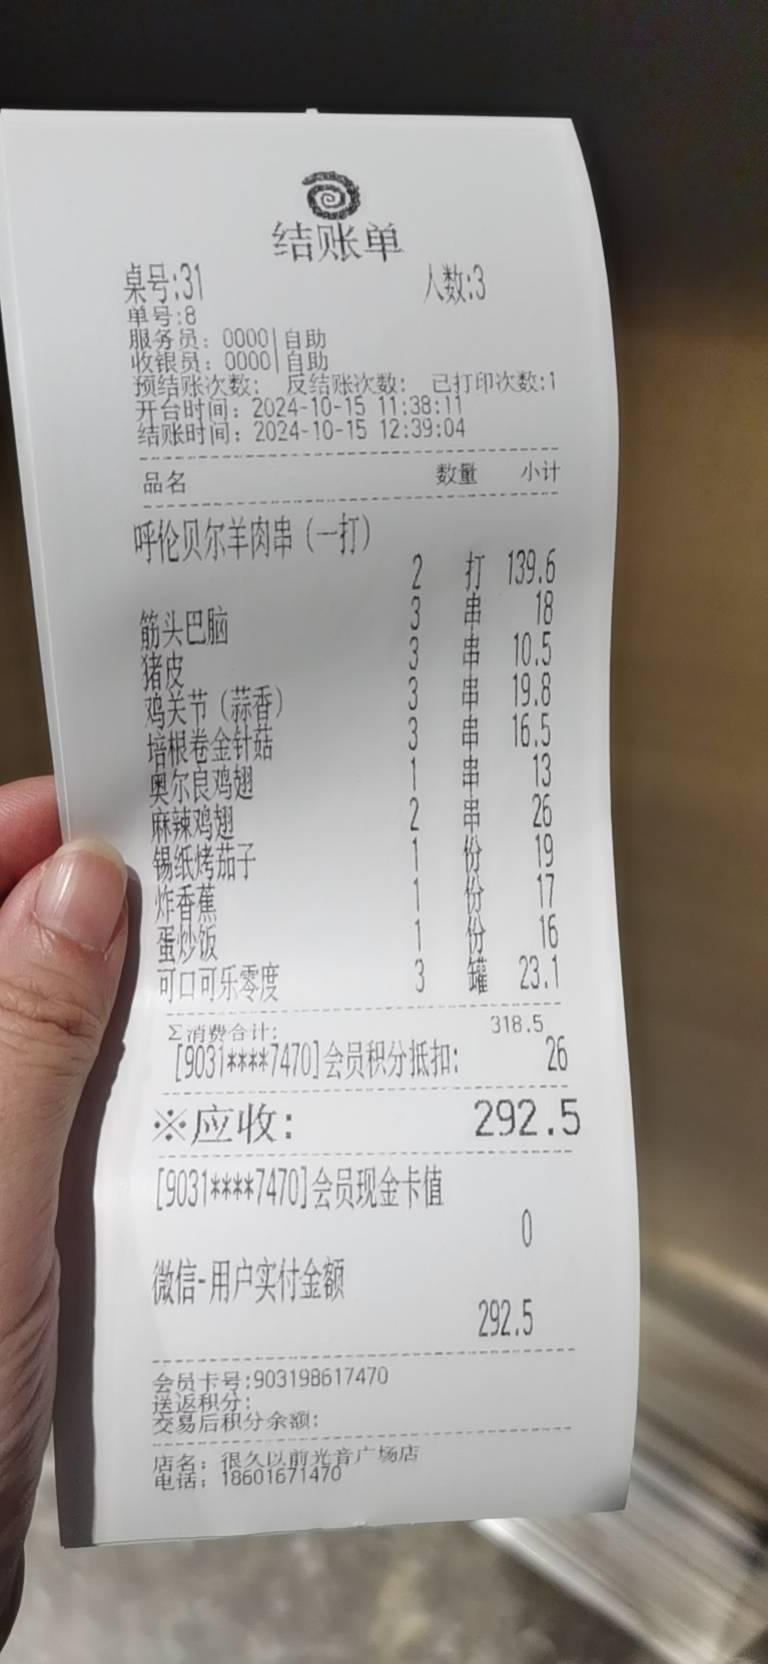 结账单
桌号:31 人数:3
单号:8
服务员: 0000|自助
收银员: 0000|自助
预结账次数: 反结账次数: 已打印次数:1
开台时间: 2024-10-15 11:38:11
结账时间: 2024-10-15 12:39:04
品名 数量 小计
呼伦贝尔羊肉串(一打)
2 打 139.6
筋头巴脑 3 串 18
猪皮 3 串 10.5
鸡关节(蒜香) 3 串 19.8
培根卷金针菇 3 串 16.5
奥尔良鸡翅 1 串 13
麻辣鸡翅 2 串 26
锡纸烤茄子 1 份 19
炸香蕉 1 份 17
蛋炒饭 1 份 16
可口可乐零度 3 罐 23.1
Σ消费合计: 318.5
[9031****7470]会员积分抵扣: 26
※应收: 292.5
[9031****7470]会员现金卡值
0
微信-用户实付金额
292.5
会员卡号:903198617470
送返积分:
交易后积分余额:
店名: 很久以前光音广场店
电话: 18601671470